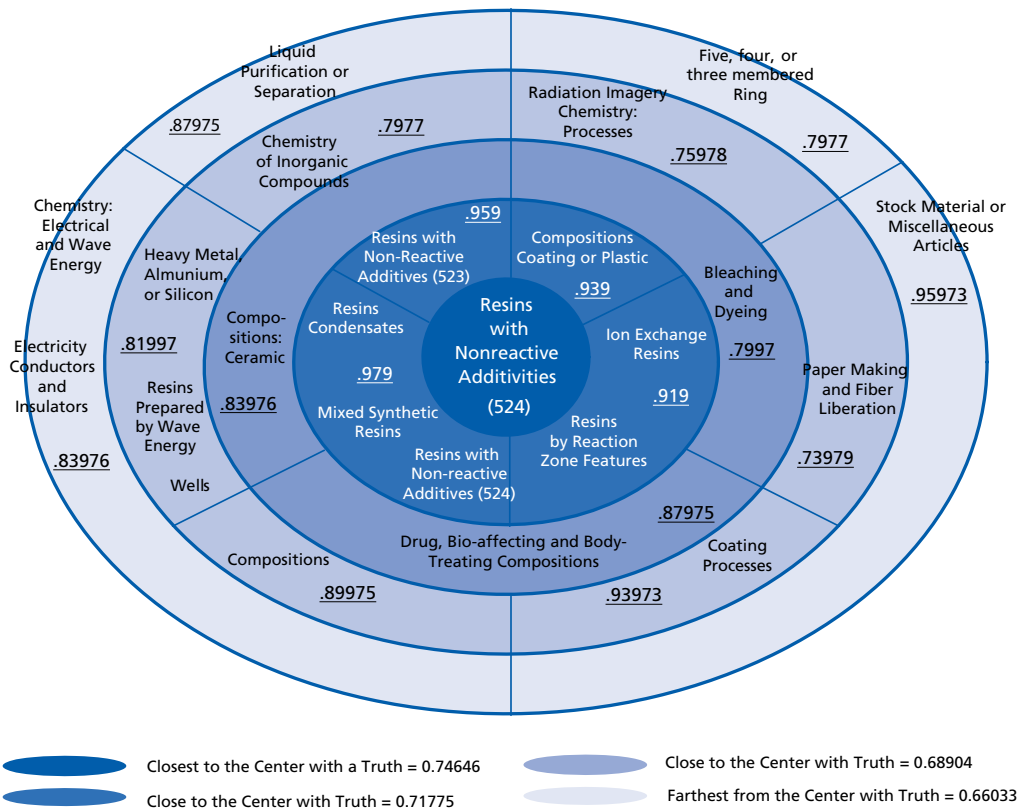 Liquid
Purification or
Separation
.87975
Five, four, or
three membered
Ring
.7977
Chemistry:
Electrical
and Wave
Energy
Electricity
Conductors
and
Insulators
.83976
Stock Material or
Miscellaneous
Articles
.95973
Chemistry
of Inorganic
Compounds
.7977
Radiation Imagery
Chemistry:
Processes
.75978
Heavy Metal,
Almunium,
or Silicon
.81997
Resins
Prepared
by Wave
Energy
Wells
Paper Making
and Fiber
Liberation
.73979
Compositions
.89975
Coating
Processes
.93973
Compo-
sitions:
Ceramic
.83976
Bleaching
and
Dyeing
.7997
Drug, Bio-affecting and Body-
Treating Compositions
.87975
.959
Resins with
Non-Reactive
Additives (523)
Compositions
Coating or Plastic
.939
Resins
Condensates
.979
Mixed Synthetic
Resins
Resins with
Non-reactive
Additives (524)
Ion Exchange
Resins
.919
Resins
by Reaction
Zone Features
Resins
with
Nonreactive
Additivities
(524)
Closest to the Center with a Truth = 0.74646
Close to the Center with Truth = 0.71775
Close to the Center with Truth = 0.68904
Farthest from the Center with Truth = 0.66033